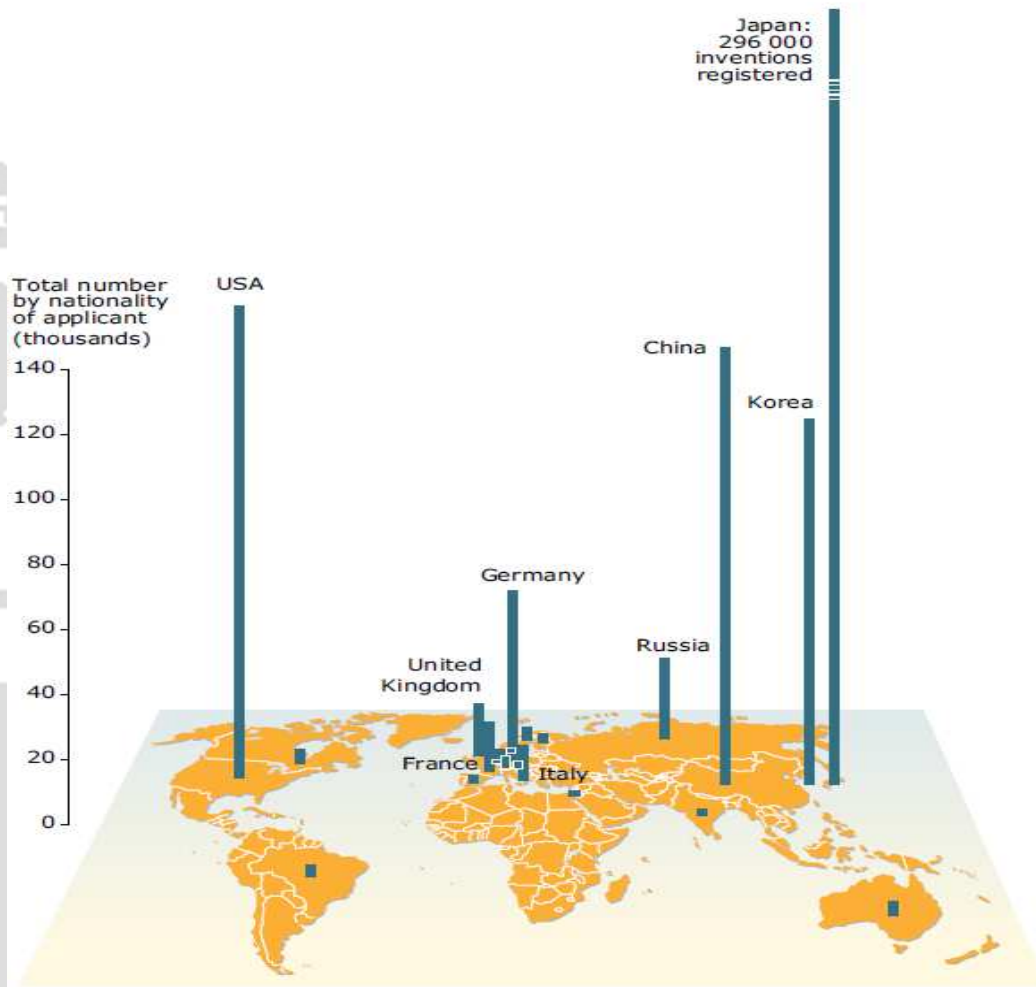 Japan:
296 000
inventions
registered
Total number
by nationality
of applicant
(thousands)
USA
140
120
100
80
60
40
20
0
China
Korea
Germany
Russia
United
Kingdom
France
Italy